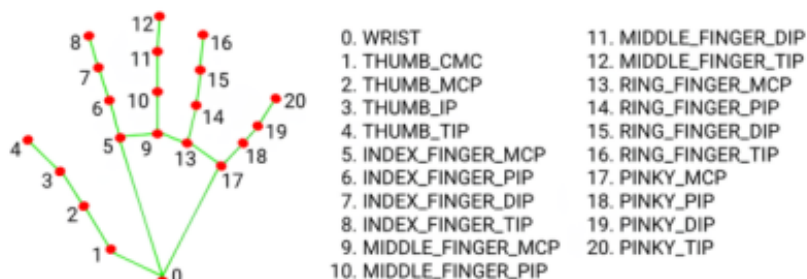 12
16
8
11
7
15
20
10
6
14
19
4
5
9
13
18
3
17
2
1
0
0. WRIST
1. THUMB_CMC
2. THUMB_MCP
3. THUMB_IP
4. THUMB_TIP
5. INDEX_FINGER_MCP
6. INDEX_FINGER_PIP
7. INDEX_FINGER_DIP
8. INDEX_FINGER_TIP
9. MIDDLE_FINGER_MCP
10. MIDDLE_FINGER_PIP
11. MIDDLE_FINGER_DIP
12. MIDDLE_FINGER_TIP
13. RING_FINGER_MCP
14. RING_FINGER_PIP
15. RING_FINGER_DIP
16. RING_FINGER_TIP
17. PINKY_MCP
18. PINKY_PIP
19. PINKY_DIP
20. PINKY_TIP